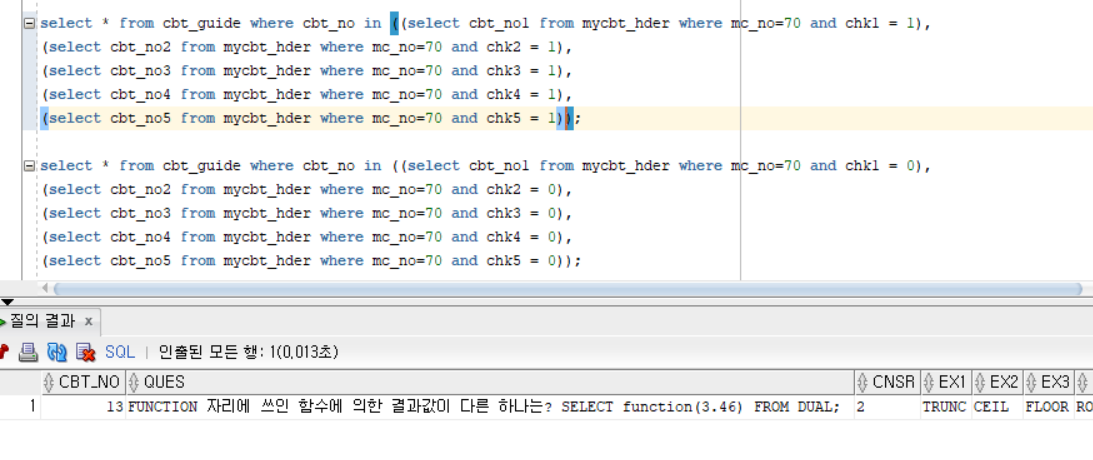 select * from cbt_guide where cbt_no in ((select cbt_no1 from mycbt_hder where mc_no=70 and chk1 = 1),
(select cbt_no2 from mycbt_hder where mc_no=70 and chk2 = 1),
(select cbt_no3 from mycbt_hder where mc_no=70 and chk3 = 1),
(select cbt_no4 from mycbt_hder where mc_no=70 and chk4 = 1),
(select cbt_no5 from mycbt_hder where mc_no=70 and chk5 = 1));
select * from cbt_guide where cbt_no in ((select cbt_no1 from mycbt_hder where mc_no=70 and chk1 = 0),
(select cbt_no2 from mycbt_hder where mc_no=70 and chk2 = 0),
(select cbt_no3 from mycbt_hder where mc_no=70 and chk3 = 0),
(select cbt_no4 from mycbt_hder where mc_no=70 and chk4 = 0),
(select cbt_no5 from mycbt_hder where mc_no=70 and chk5 = 0));
질의 결과 x
SQL | 인출된 모든 행: 1(0,013초)
CBT_NO QUES CNSR EX1 EX2 EX3
1 13 FUNCTION 자리에 쓰인 함수에 의한 결과값이 다른 하나는? SELECT function(3.46) FROM DUAL; 2 TRUNC CEIL FLOOR RO